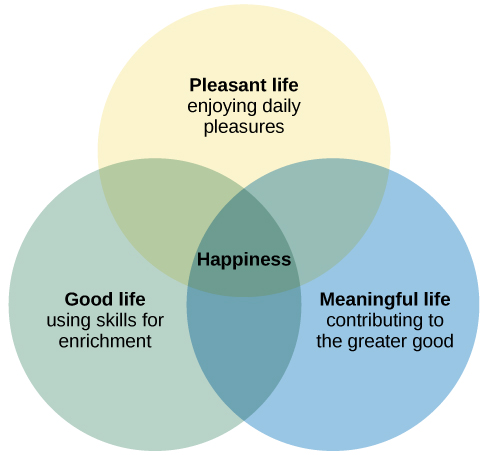 Pleasant life
enjoying daily
pleasures
Happiness
Good life
using skills for
enrichment
Meaningful life
contributing to
the greater good